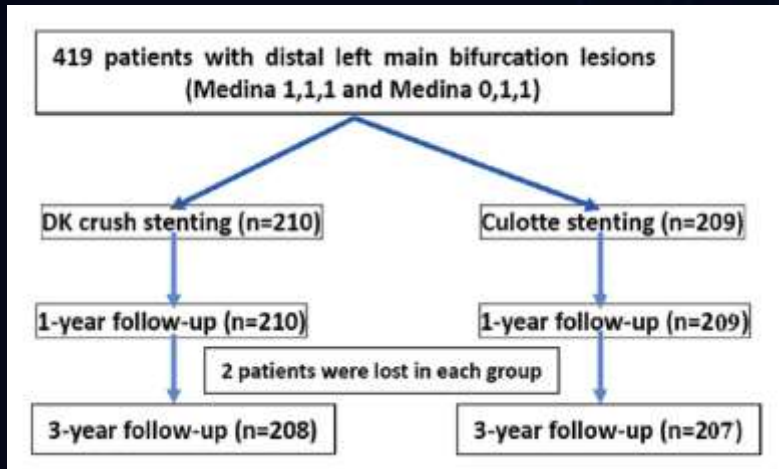 419 patients with distal left main bifurcation lesions
(Medina 1,1,1 and Medina 0,1,1)
DK crush stenting (n=210)
Culotte stenting (n=209)
1-year follow-up (n=210)
1-year follow-up (n=209)
2 patients were lost in each group
3-year follow-up (n=208)
3-year follow-up (n=207)